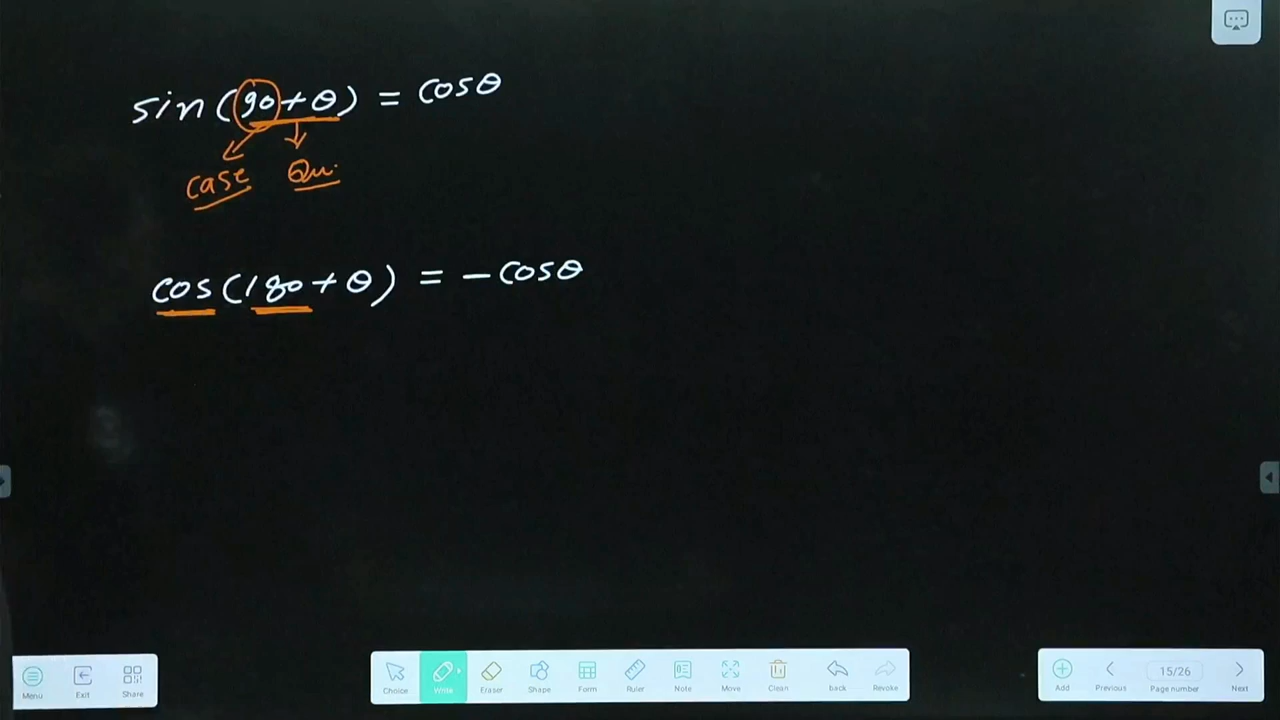 sin(90+θ) = cosθ
case Qu.
cos(180+θ) = -cosθ
Menu Exit Share
Choice Write Eraser Shape Form Ruler Note Move Clean back Revoke
Add Previous 15/26 Page number Next